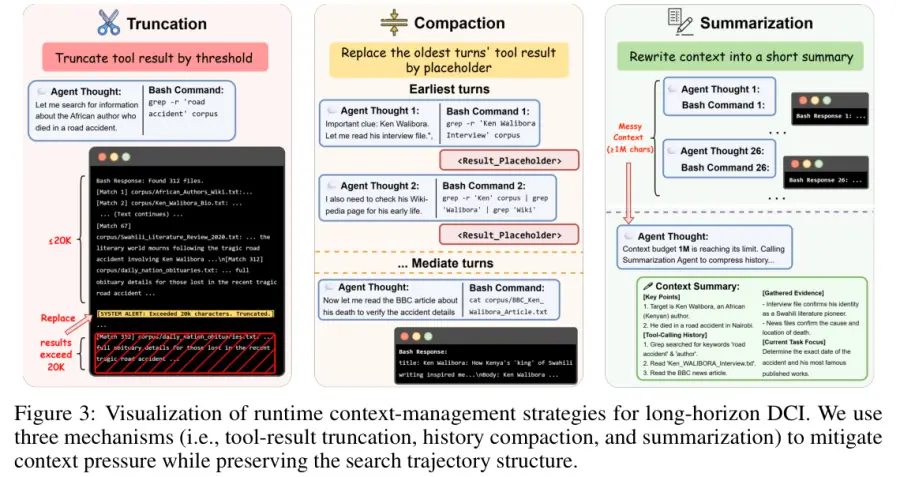 Truncation
Truncate tool result by threshold
Agent Thought:
Let me search for information
about the African author who
died in a road accident.
Bash Command:
grep -r 'road
accident' corpus
≤20K
Bash Response: Found 312 files.
[Match 1] corpus/African_Authors_Wiki.txt:...
[Match 2] corpus/Ken_Walibora_Bio.txt: ...
... (Text continues) ...
[Match 67]
corpus/Swahili_Literature_Review_2020.txt: ... the
literary world mourns following the tragic road
accident involving Ken Walibora ...\n[Match 312]
corpus/daily_nation_obituaries.txt: ... full
obituary details for those lost in the recent tragic
road accident ...
Replace
[SYSTEM ALERT: Exceeded 20k characters. Truncated.]
...
results
exceed
20K
[Match 312] corpus/daily_nation_obituaries.txt: ...
full obituary details for those lost in the recent
tragic road accident ...
Compaction
Replace the oldest turns' tool result
by placeholder
Earliest turns
Agent Thought 1:
Important clue: Ken Walibora.
Let me read his interview file.",
Bash Command 1:
grep -r 'Ken Walibora
Interview' corpus
<Result_Placeholder>
Agent Thought 2:
I also need to check his Wiki-
pedia page for his early life.
Bash Command 2:
grep -r 'Ken' corpus | grep
'Walibora' | grep 'Wiki'
<Result_Placeholder>
... Mediate turns
Agent Thought:
Now let me read the BBC article about
his death to verify the accident details
Bash Command:
cat corpus/BBC_Ken_
Walibora_Article.txt
Bash Response:
title: Ken Walibora: How Kenya's 'king' of Swahili
writing inspired me...\nBody: Ken Walibora ...
Summarization
Rewrite context into a short summary
Agent Thought 1:
Bash Command 1:
Bash Response 1: ...
...
Messy
Context
(≥1M chars)
Agent Thought 26:
Bash Command 26:
Bash Response 26: ...
...
Agent Thought:
Context budget 1M is reaching its limit. Calling
Summarization Agent to compress history...
Context Summary:
[Key Points]
1. Target is Ken Walibora, an African
(Kenyan) author.
2. He died in a road accident in Nairobi.
[Tool-Calling History]
1. Grep searched for keywords 'road
accident' & 'author'.
2. Read 'Ken_WALIBORA_Interview.txt'.
3. Read the BBC news article.
[Gathered Evidence]
- Interview file confirms his identity
as a Swahili literature pioneer.
- News files confirm the cause and
location of death.
[Current Task Focus]
Determine the exact date of the
accident and his most famous
published works.
Figure 3: Visualization of runtime context-management strategies for long-horizon DCI. We use
three mechanisms (i.e., tool-result truncation, history compaction, and summarization) to mitigate
context pressure while preserving the search trajectory structure.